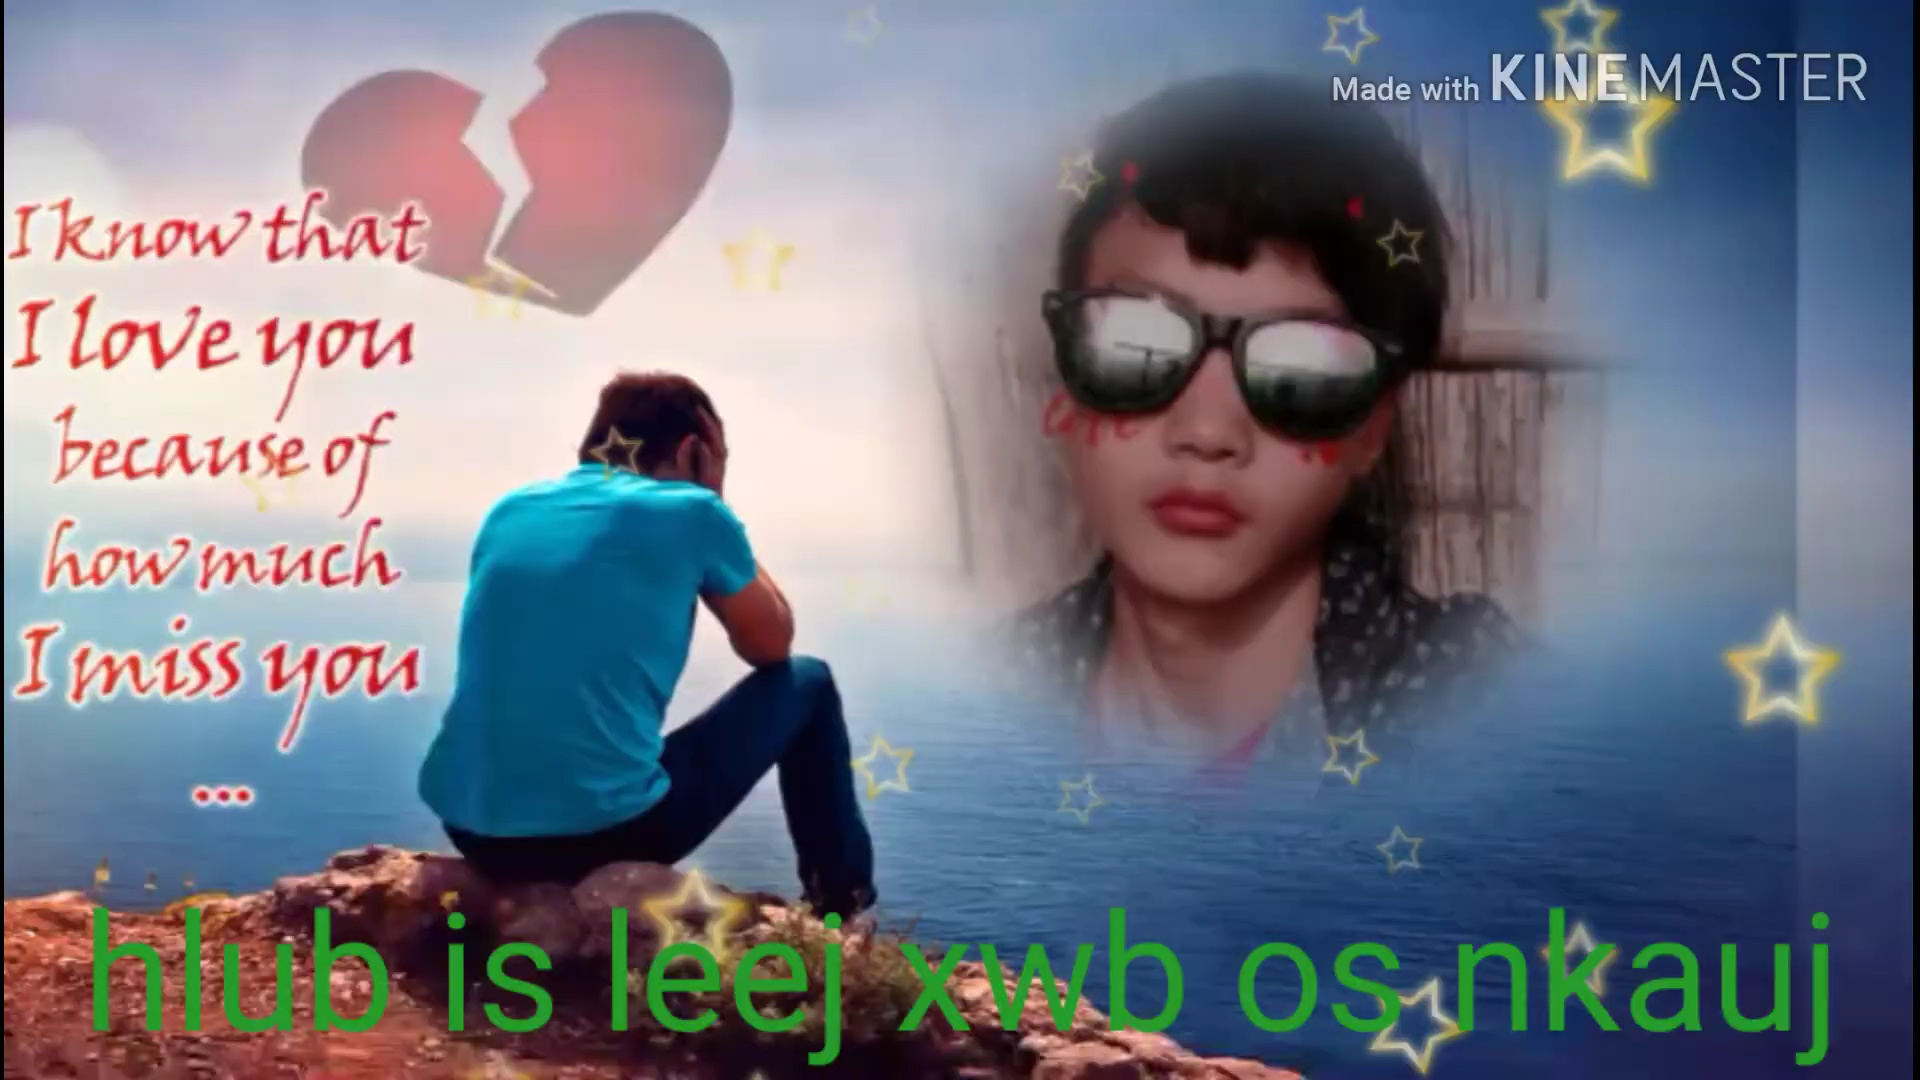 Made with KINEMASTER
I know that
I love you
because of
how much
I miss you
...
hlub is leej xwb os nkauj